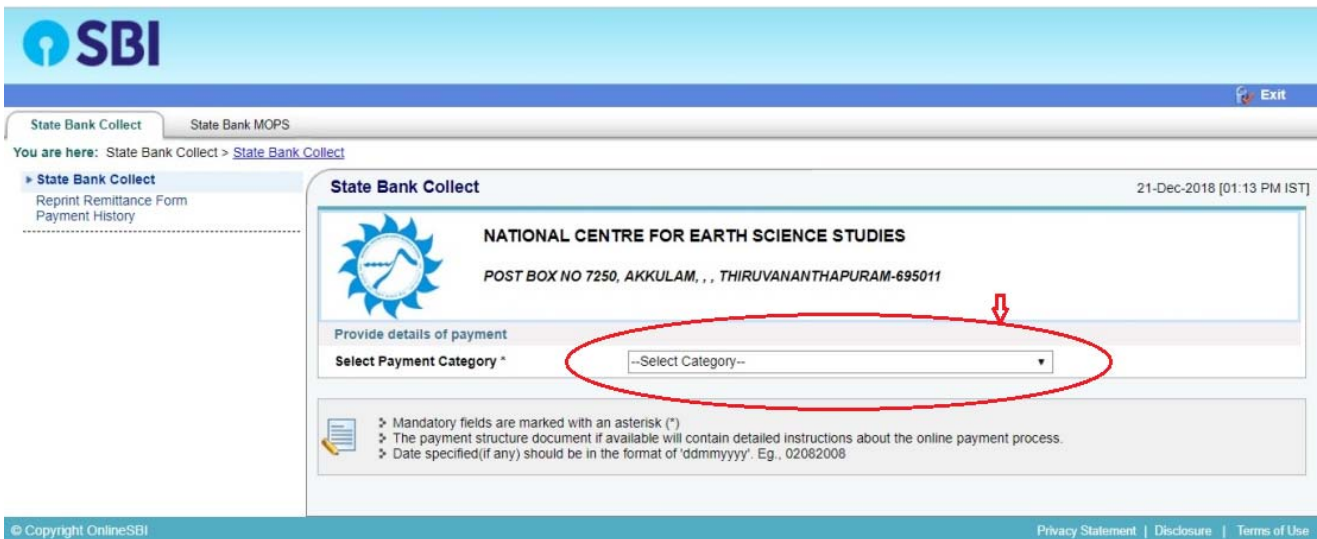 SBI
Exit
State Bank Collect State Bank MOPS
You are here: State Bank Collect > State Bank Collect
State Bank Collect
Reprint Remittance Form
Payment History
State Bank Collect 21-Dec-2018 [01:13 PM IST]
NATIONAL CENTRE FOR EARTH SCIENCE STUDIES
POST BOX NO 7250, AKKULAM, , , THIRUVANANTHAPURAM-695011
Provide details of payment
Select Payment Category * --Select Category--
Mandatory fields are marked with an asterisk (*)
The payment structure document if available will contain detailed instructions about the online payment process.
Date specified(if any) should be in the format of 'ddmmyyyy'. Eg., 02082008
© Copyright OnlineSBI Privacy Statement | Disclosure | Terms of Use